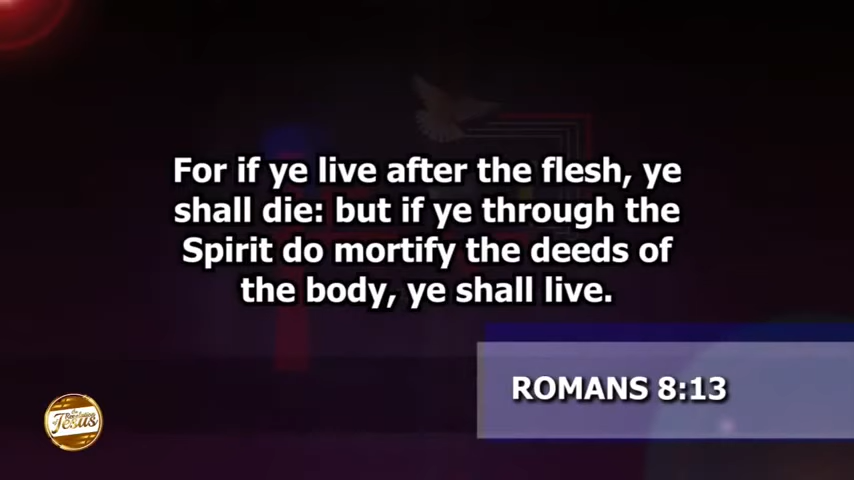 For if ye live after the flesh, ye
shall die: but if ye through the
Spirit do mortify the deeds of
the body, ye shall live.
ROMANS 8:13
Jesus